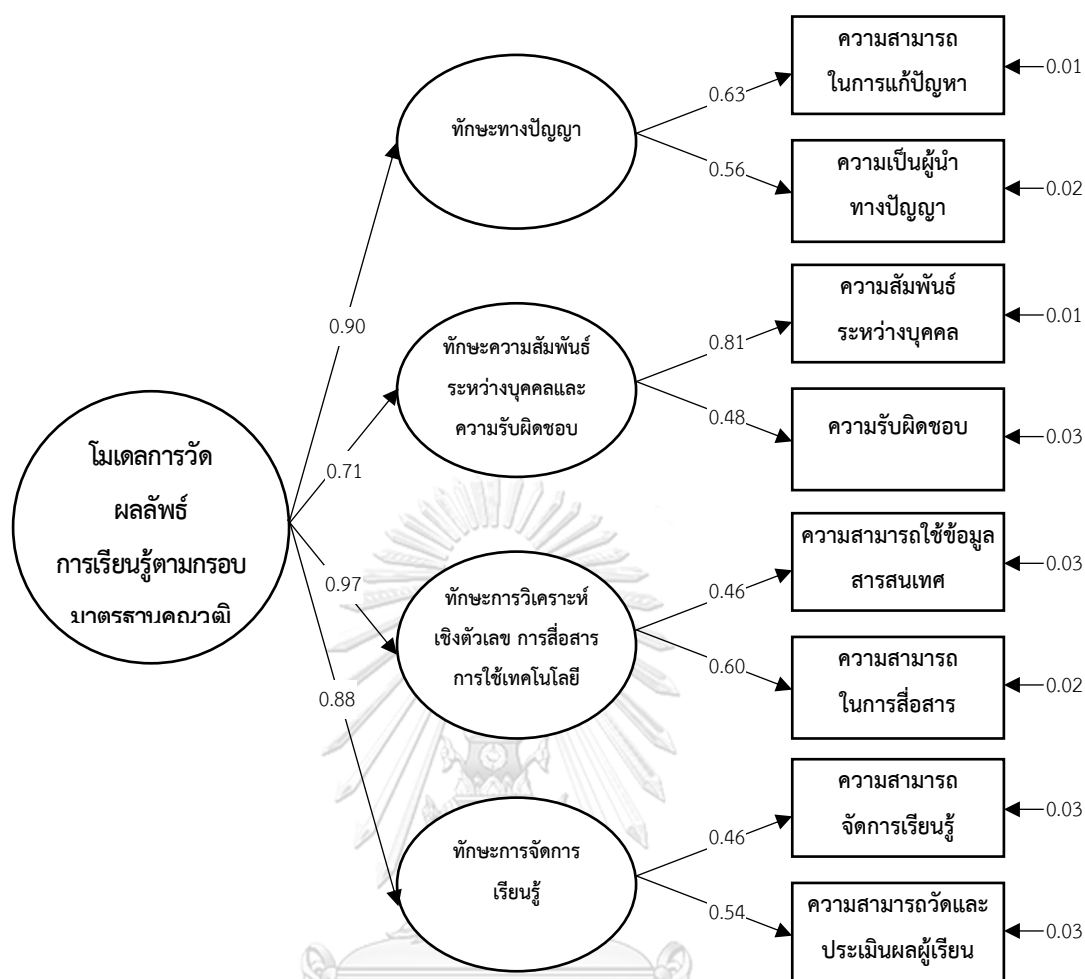 โมเดลการวัด
ผลลัพธ์
การเรียนรู้ตามกรอบ
มาตรฐานคุณวุฒิ
0.90
0.71
0.97
0.88
ทักษะทางปัญญา
0.63
0.56
ความสามารถ
ในการแก้ปัญหา
0.01
ความเป็นผู้นำ
ทางปัญญา
0.02
ทักษะความสัมพันธ์
ระหว่างบุคคลและ
ความรับผิดชอบ
0.81
0.48
ความสัมพันธ์
ระหว่างบุคคล
0.01
ความรับผิดชอบ
0.03
ทักษะการวิเคราะห์
เชิงตัวเลข การสื่อสาร
การใช้เทคโนโลยี
0.46
0.60
ความสามารถใช้ข้อมูล
สารสนเทศ
0.03
ความสามารถ
ในการสื่อสาร
0.02
ทักษะการจัดการ
เรียนรู้
0.46
0.54
ความสามารถ
จัดการเรียนรู้
0.03
ความสามารถวัดและ
ประเมินผลผู้เรียน
0.03